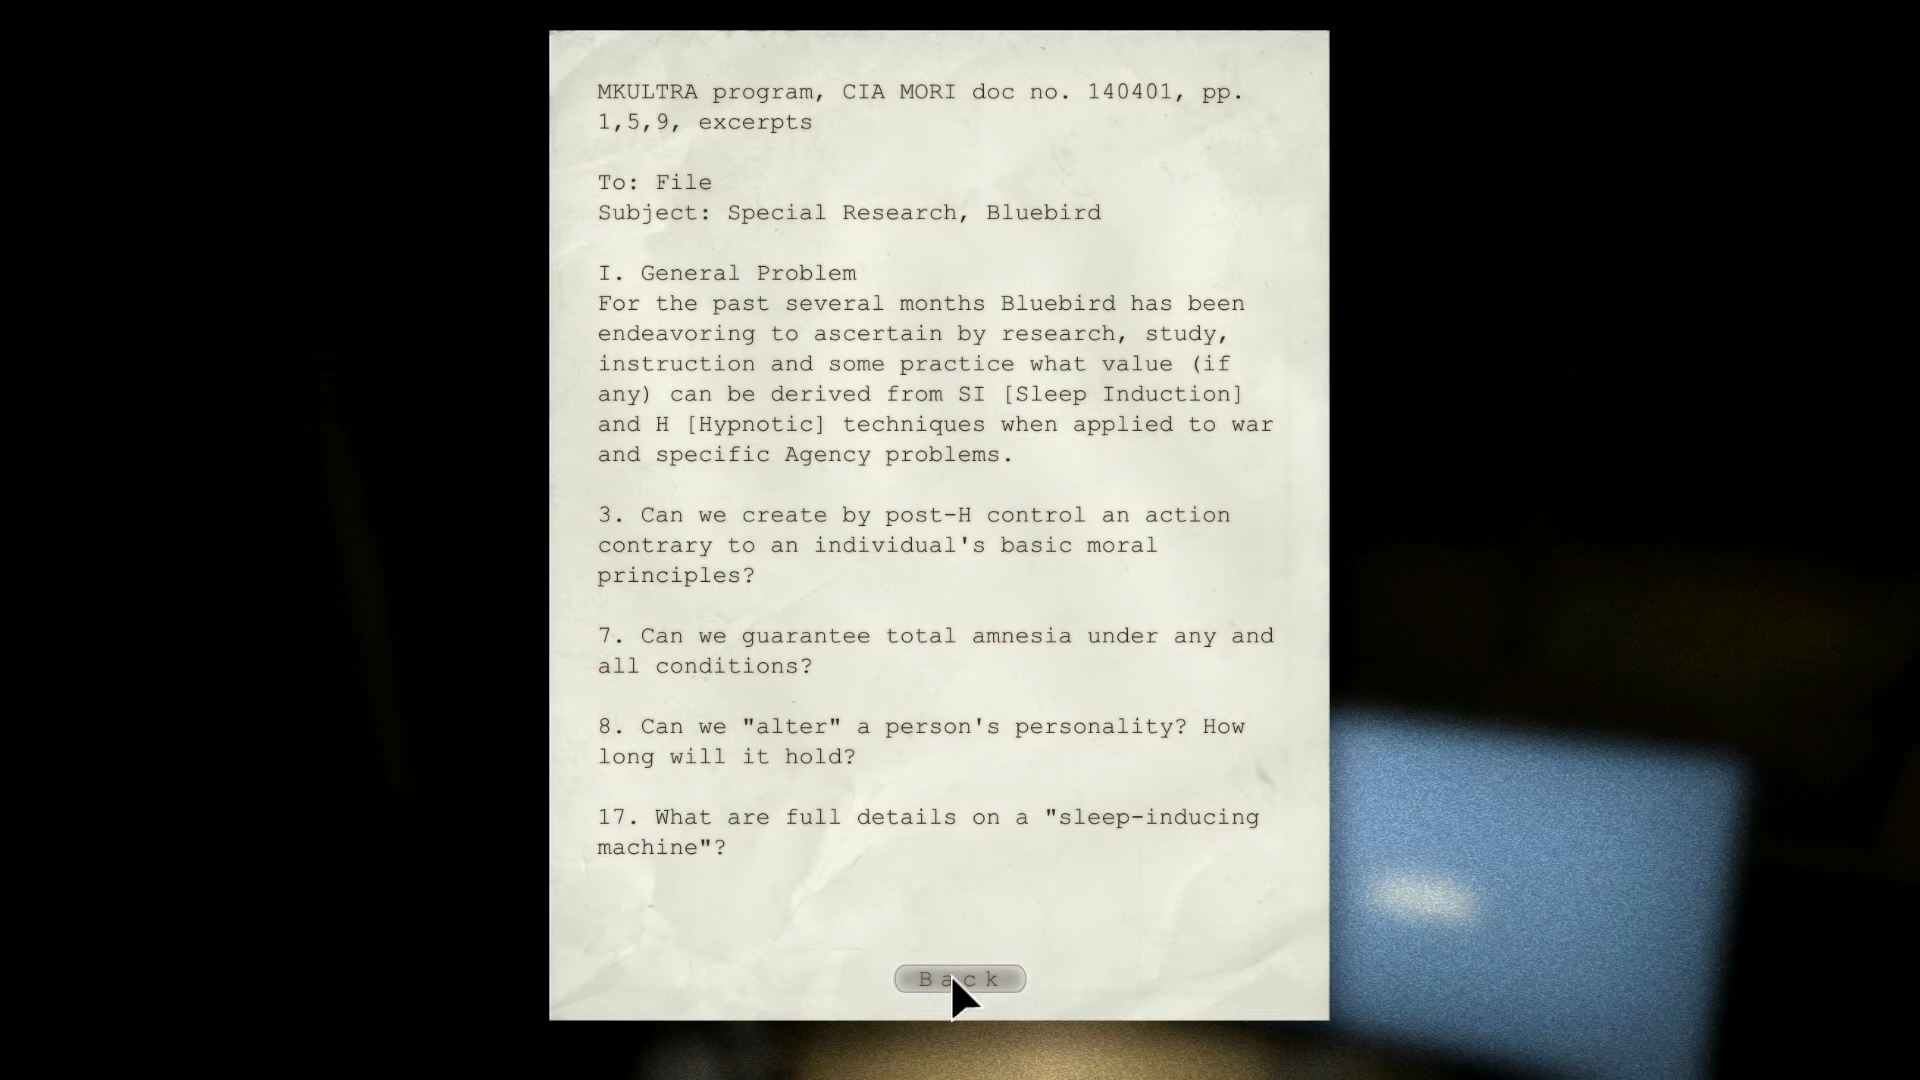 MKULTRA program, CIA MORI doc no. 140401, pp.
1,5,9, excerpts
To: File
Subject: Special Research, Bluebird
I. General Problem
For the past several months Bluebird has been
endeavoring to ascertain by research, study,
instruction and some practice what value (if
any) can be derived from SI [Sleep Induction]
and H [Hypnotic] techniques when applied to war
and specific Agency problems.
3. Can we create by post-H control an action
contrary to an individual's basic moral
principles?
7. Can we guarantee total amnesia under any and
all conditions?
8. Can we "alter" a person's personality? How
long will it hold?
17. What are full details on a "sleep-inducing
machine"?
Back